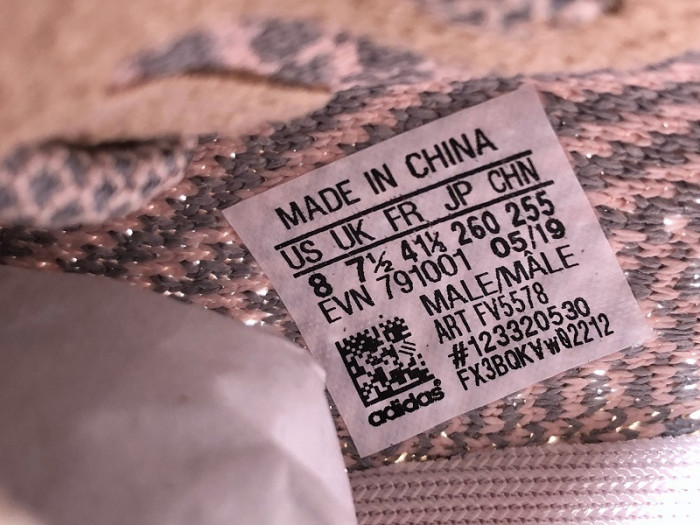 MADE IN CHINA
US UK FR JP CHN
8 7½ 41⅓ 260 255
EVN 791001 05/19
MALE/MÂLE
ART FV5578
#123320530
FX3BQKVw02212
adidas